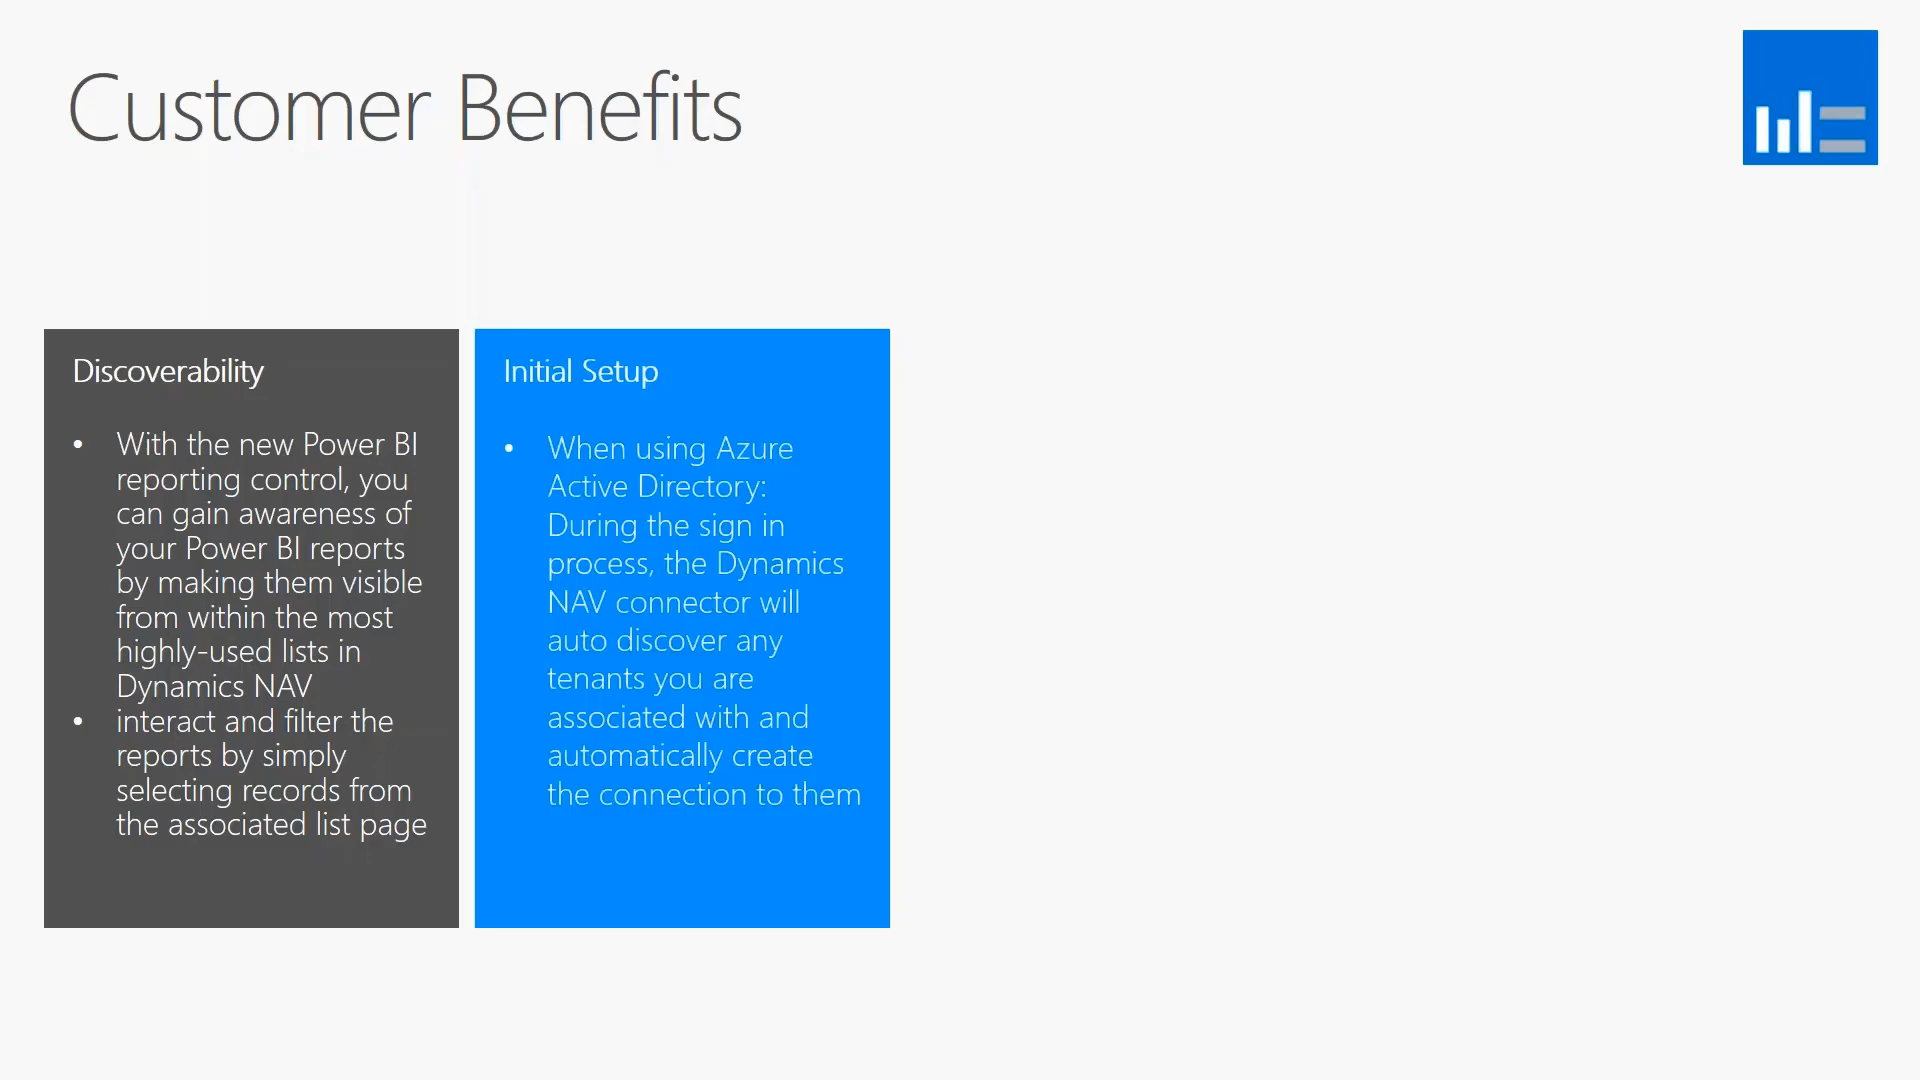 Customer Benefits
Discoverability
• With the new Power BI
reporting control, you
can gain awareness of
your Power BI reports
by making them visible
from within the most
highly-used lists in
Dynamics NAV
• interact and filter the
reports by simply
selecting records from
the associated list page
Initial Setup
• When using Azure
Active Directory:
During the sign in
process, the Dynamics
NAV connector will
auto discover any
tenants you are
associated with and
automatically create
the connection to them